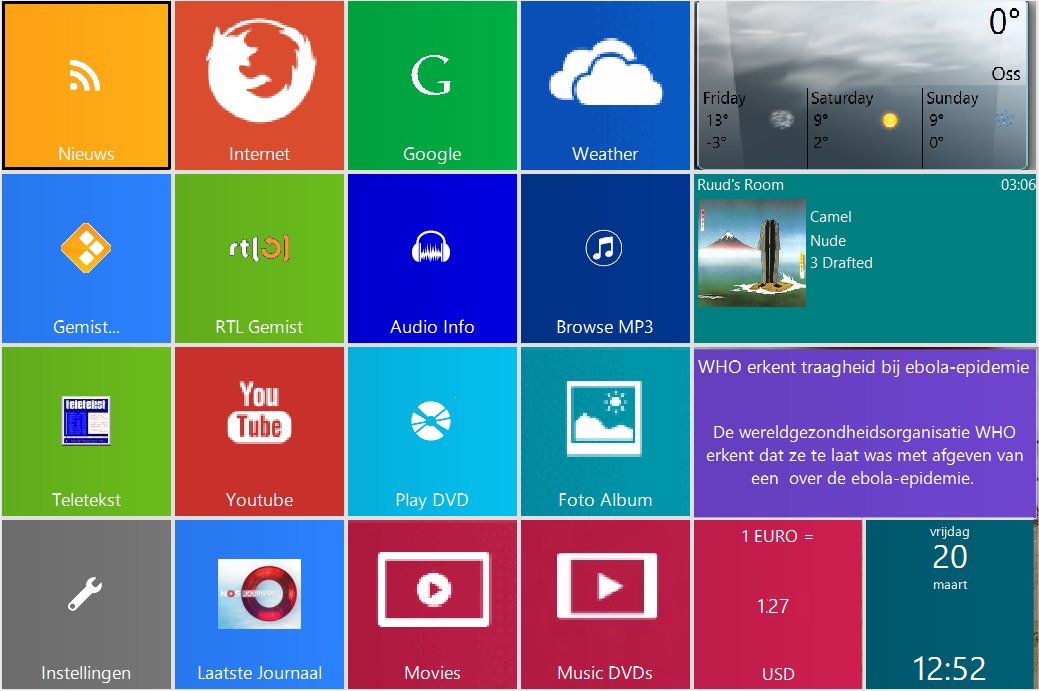 Nieuws
Internet
G
Google
Weather
0°
Oss
Friday
13°
-3°
Saturday
9°
2°
Sunday
9°
0°
Gemist...
rtl
RTL Gemist
Audio Info
Browse MP3
Ruud's Room
03:06
Camel
Nude
3 Drafted
teletekst
Teletekst
You
Tube
Youtube
Play DVD
Foto Album
WHO erkent traagheid bij ebola-epidemie
De wereldgezondheidsorganisatie WHO
erkent dat ze te laat was met afgeven van
een over de ebola-epidemie.
Instellingen
NOS JOURNAAL
Laatste Journaal
Movies
Music DVDs
1 EURO =
1.27
USD
vrijdag
20
maart
12:52